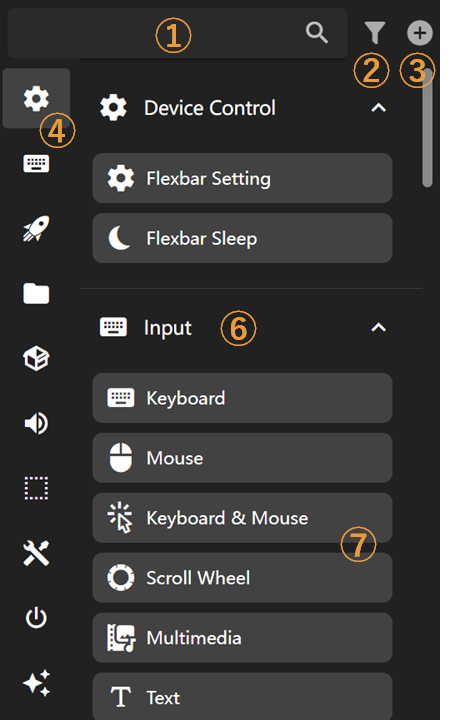 ①
②
③
④
Device Control
Flexbar Setting
Flexbar Sleep
Input ⑥
Keyboard
Mouse
Keyboard & Mouse
⑦
Scroll Wheel
Multimedia
Text